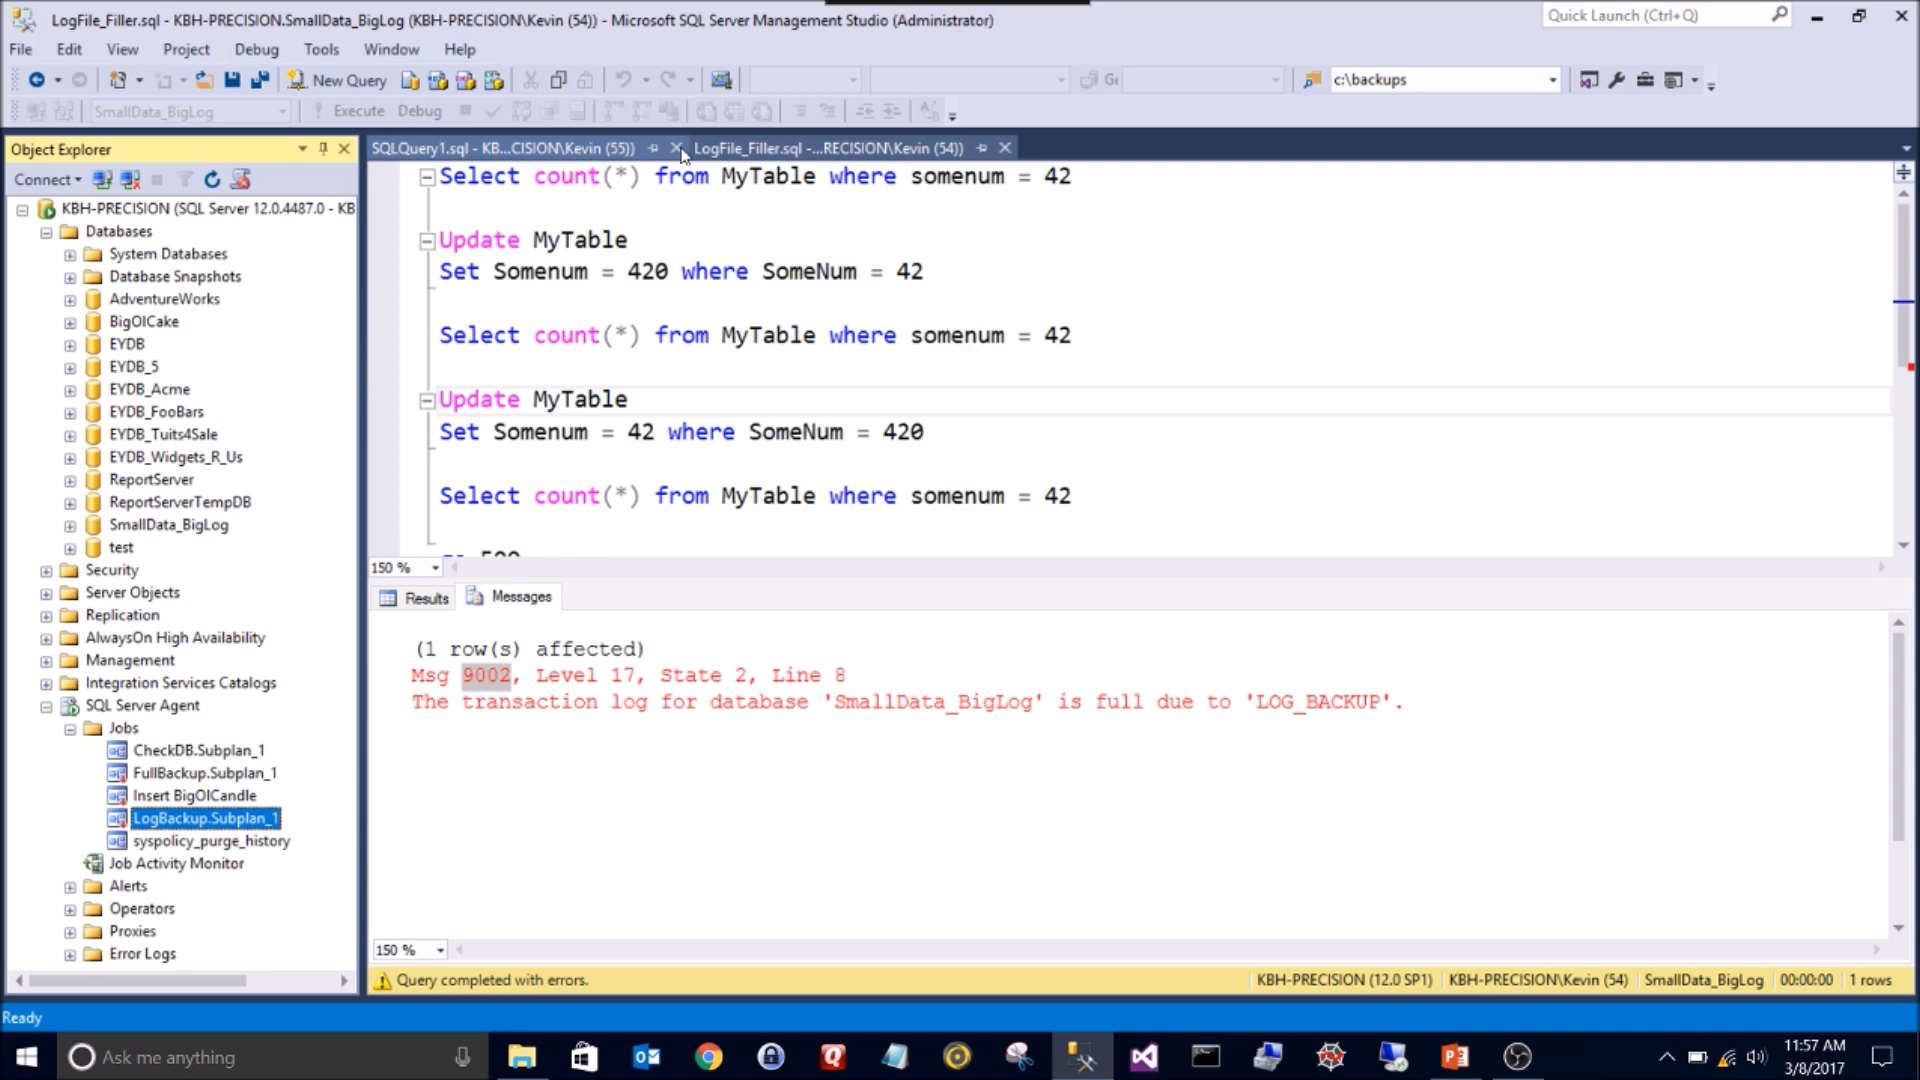 LogFile_Filler.sql - KBH-PRECISION.SmallData_BigLog (KBH-PRECISION\Kevin (54)) - Microsoft SQL Server Management Studio (Administrator)
Quick Launch (Ctrl+Q)
File Edit View Project Debug Tools Window Help
New Query
c:\backups
SmallData_BigLog
Execute Debug
Object Explorer
SQLQuery1.sql - KB...CISION\Kevin (55))
LogFile_Filler.sql -...RECISION\Kevin (54))
Connect
KBH-PRECISION (SQL Server 12.0.4487.0 - KB
Databases
System Databases
Database Snapshots
AdventureWorks
BigOlCake
EYDB
EYDB_5
EYDB_Acme
EYDB_FooBars
EYDB_Tuits4Sale
EYDB_Widgets_R_Us
ReportServer
ReportServerTempDB
SmallData_BigLog
test
Security
Server Objects
Replication
AlwaysOn High Availability
Management
Integration Services Catalogs
SQL Server Agent
Jobs
CheckDB.Subplan_1
FullBackup.Subplan_1
Insert BigOlCandle
LogBackup.Subplan_1
syspolicy_purge_history
Job Activity Monitor
Alerts
Operators
Proxies
Error Logs
Select count(*) from MyTable where somenum = 42
Update MyTable
Set Somenum = 420 where SomeNum = 42
Select count(*) from MyTable where somenum = 42
Update MyTable
Set Somenum = 42 where SomeNum = 420
Select count(*) from MyTable where somenum = 42
150 %
Results Messages
(1 row(s) affected)
Msg 9002, Level 17, State 2, Line 8
The transaction log for database 'SmallData_BigLog' is full due to 'LOG_BACKUP'.
150 %
Query completed with errors.
KBH-PRECISION (12.0 SP1) KBH-PRECISION\Kevin (54) SmallData_BigLog 00:00:00 1 rows
Ready
Ask me anything
11:57 AM
3/8/2017